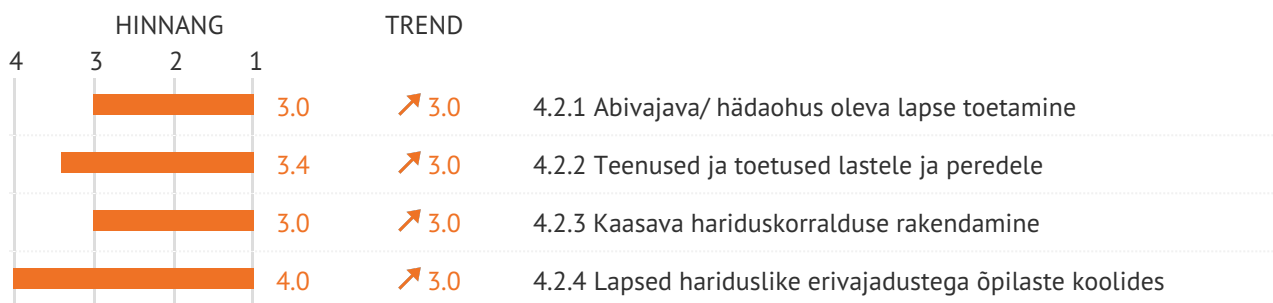 HINNANG TREND
4 3 2 1
3.0 3.0 4.2.1 Abivajava/ hädaohus oleva lapse toetamine
3.4 3.0 4.2.2 Teenused ja toetused lastele ja peredele
3.0 3.0 4.2.3 Kaasava hariduskorralduse rakendamine
4.0 3.0 4.2.4 Lapsed hariduslike erivajadustega õpilaste koolides